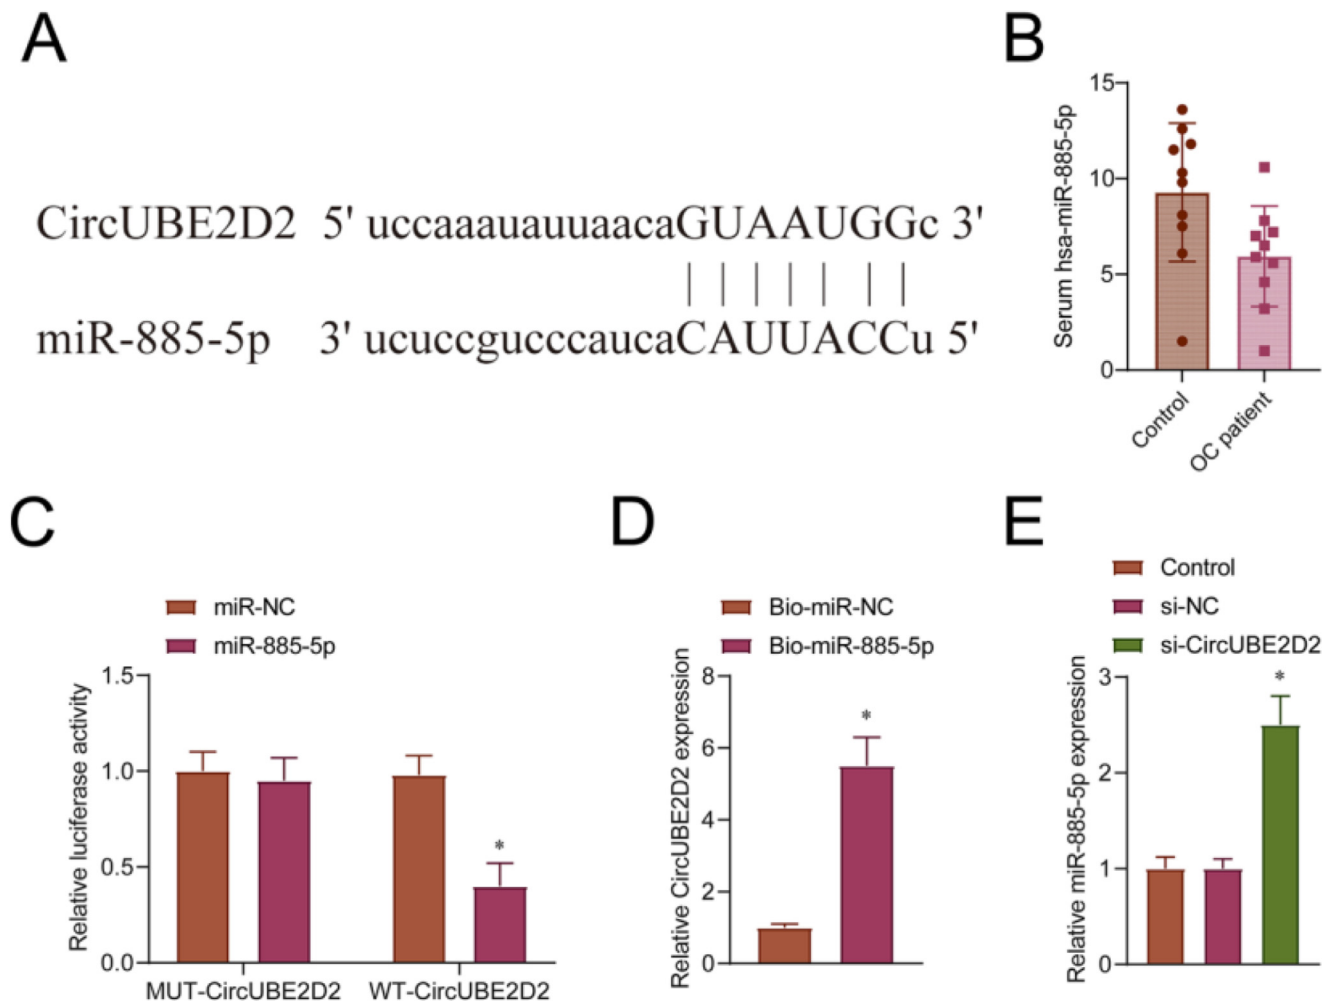 A
CircUBE2D2 5' uccaaauauuaacaGUAAUGGc 3'
miR-885-5p 3' ucuccgucccaucaCAUUACCu 5'
B
Serum hsa-miR-885-5p
15
10
5
0
Control
OC patient
C
miR-NC
miR-885-5p
Relative luciferase activity
1.5
1.0
0.5
0.0
*
MUT-CircUBE2D2
WT-CircUBE2D2
D
Bio-miR-NC
Bio-miR-885-5p
Relative CircUBE2D2 expression
8
6
4
2
0
*
E
Control
si-NC
si-CircUBE2D2
Relative miR-885-5p expression
3
2
1
0
*